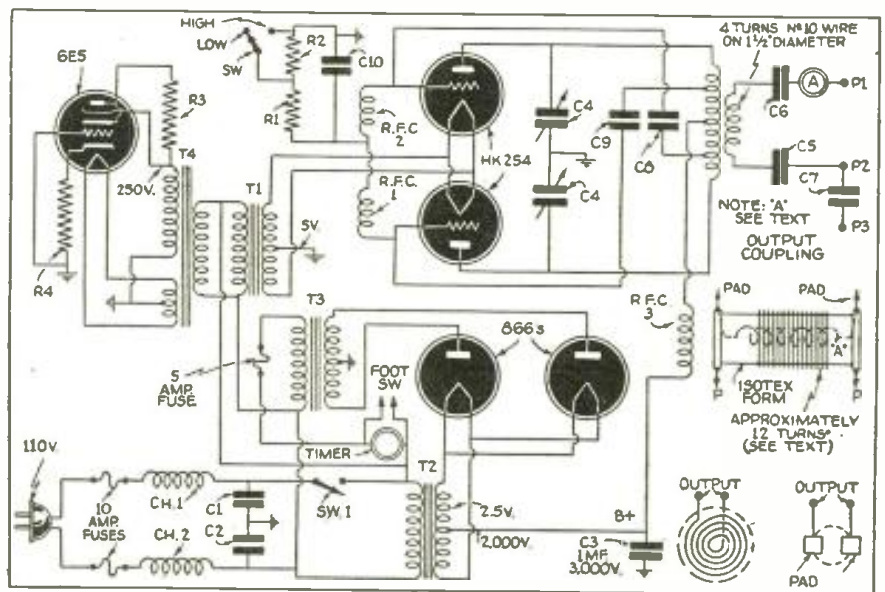 HIGH
LOW
SW
R2
R1
C10
6E5
R3
T4
250V.
R4
T1
5V
R.F.C.
2
R.F.C.
1
HK254
C4
C4
C9
C8
4 TURNS Nº 10 WIRE
ON 1½" DIAMETER
C6
A
P1
C5
P2
C7
P3
NOTE: "A"
SEE TEXT
OUTPUT
COUPLING
T3
5
AMP.
FUSE
FOOT
SW
TIMER
866s
R.F.C.
3
PAD
PAD
"A"
P
P
ISOTEX
FORM
APPROXIMATELY
12 TURNS
(SEE TEXT)
110V.
10
AMP.
FUSES
CH.1
CH.2
C1
C2
SW.1
T2
2.5V.
2,000V.
B+
C3
1MF.
3,000V.
OUTPUT
OUTPUT
PAD